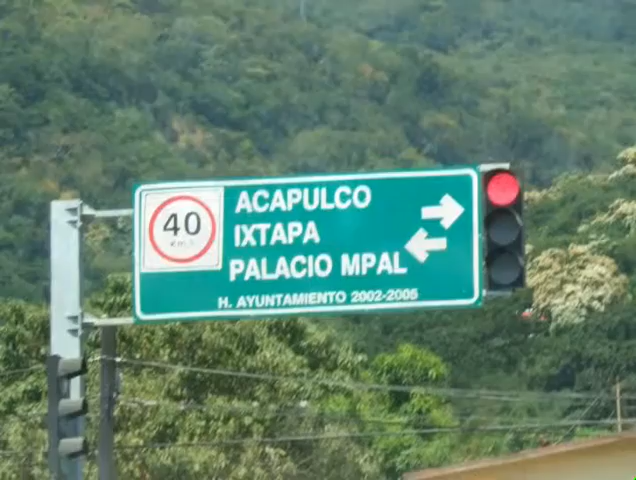 40
ACAPULCO
IXTAPA
PALACIO MPAL
H. AYUNTAMIENTO 2002-2005